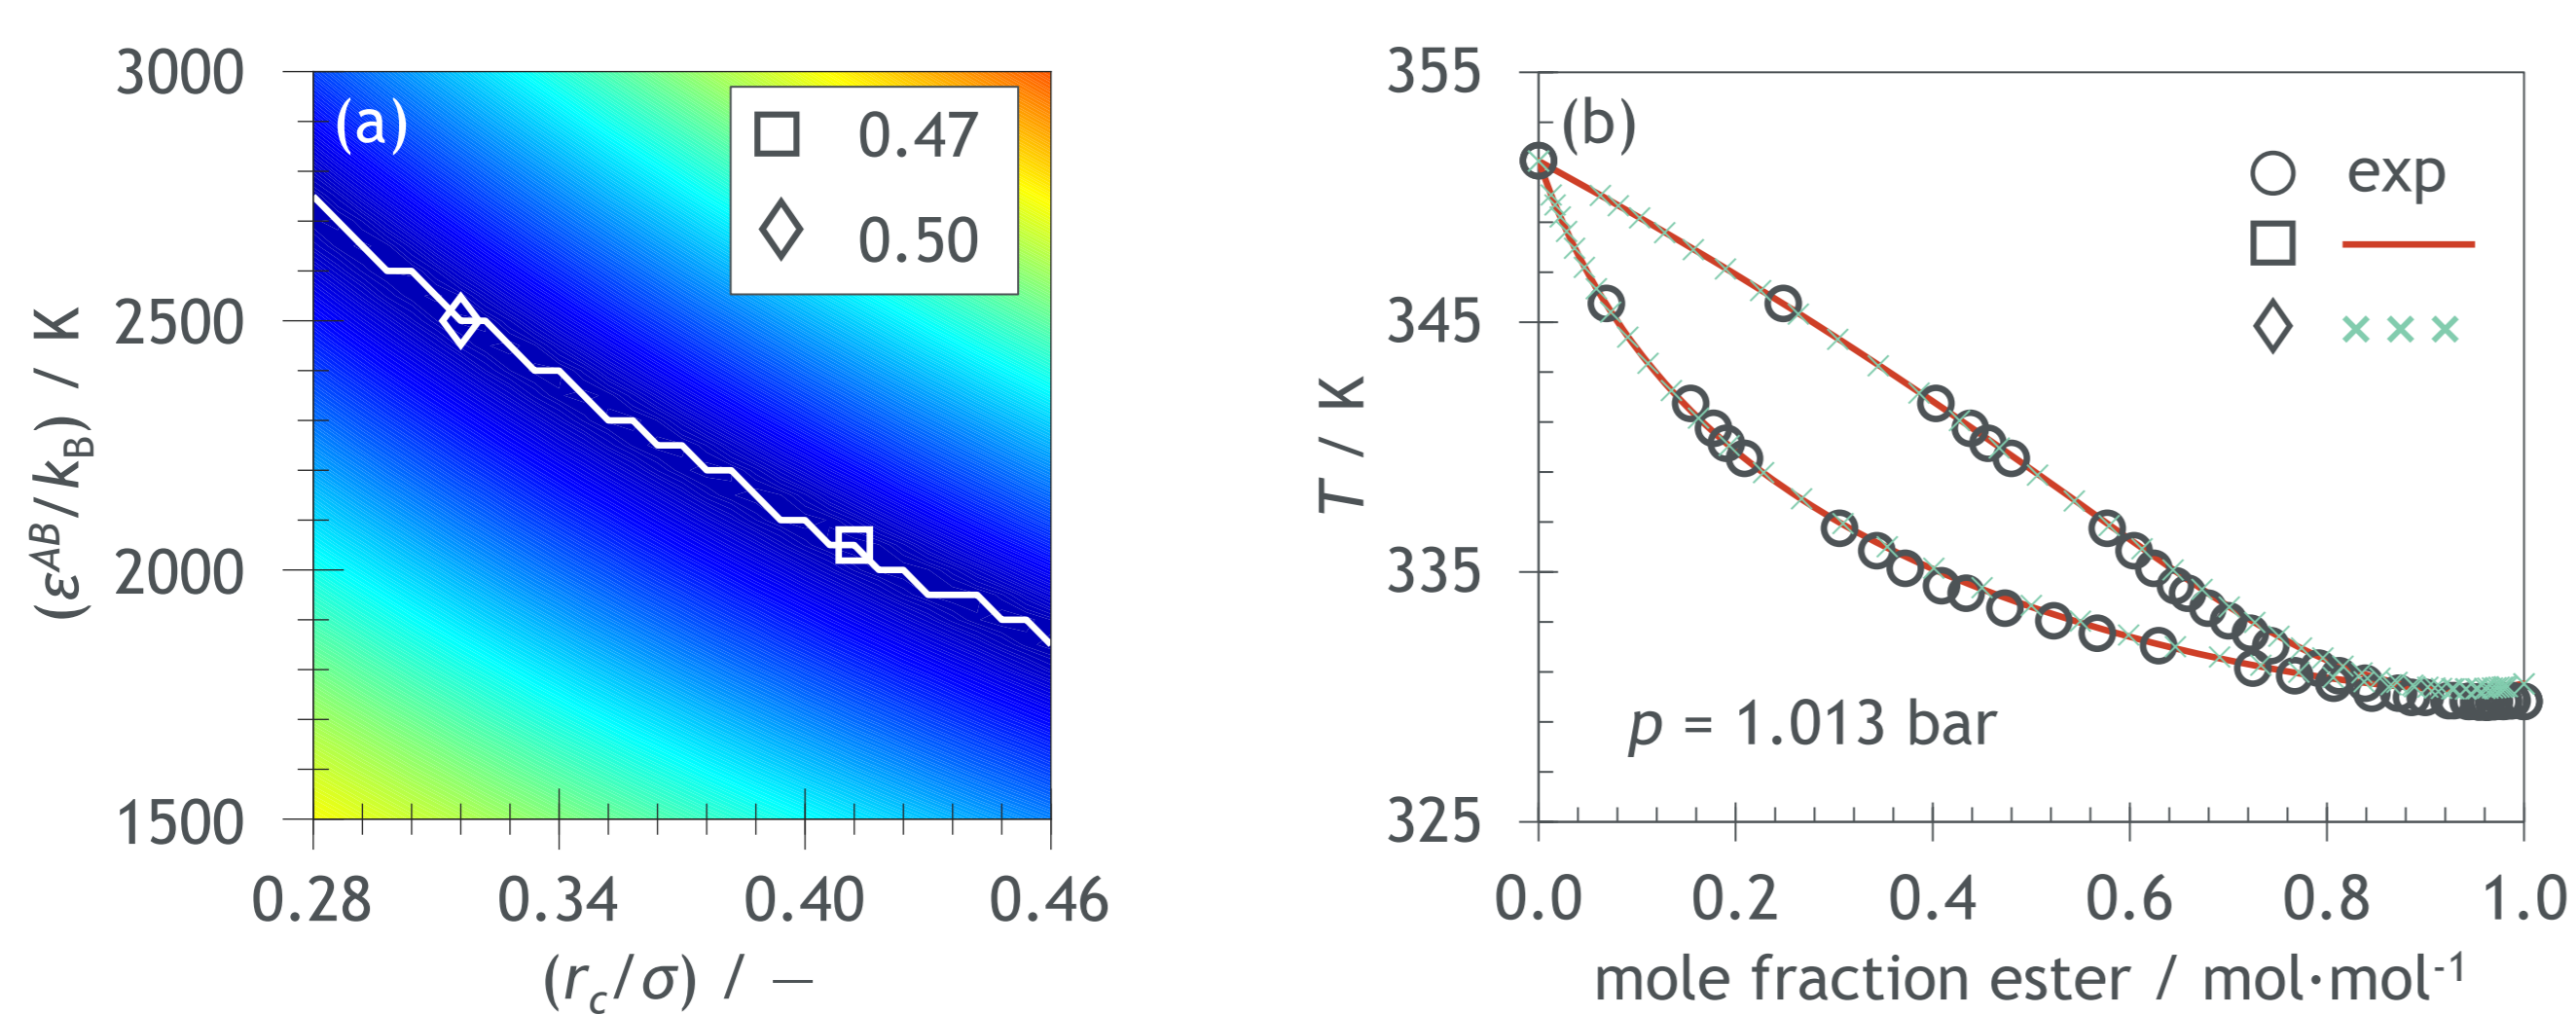 3000
2500
2000
1500
(ε^AB/k_B) / K
(a)
0.47
0.50
0.28 0.34 0.40 0.46
(r_c/σ) / —
355
345
335
325
T / K
(b)
exp
p = 1.013 bar
0.0 0.2 0.4 0.6 0.8 1.0
mole fraction ester / mol·mol^-1